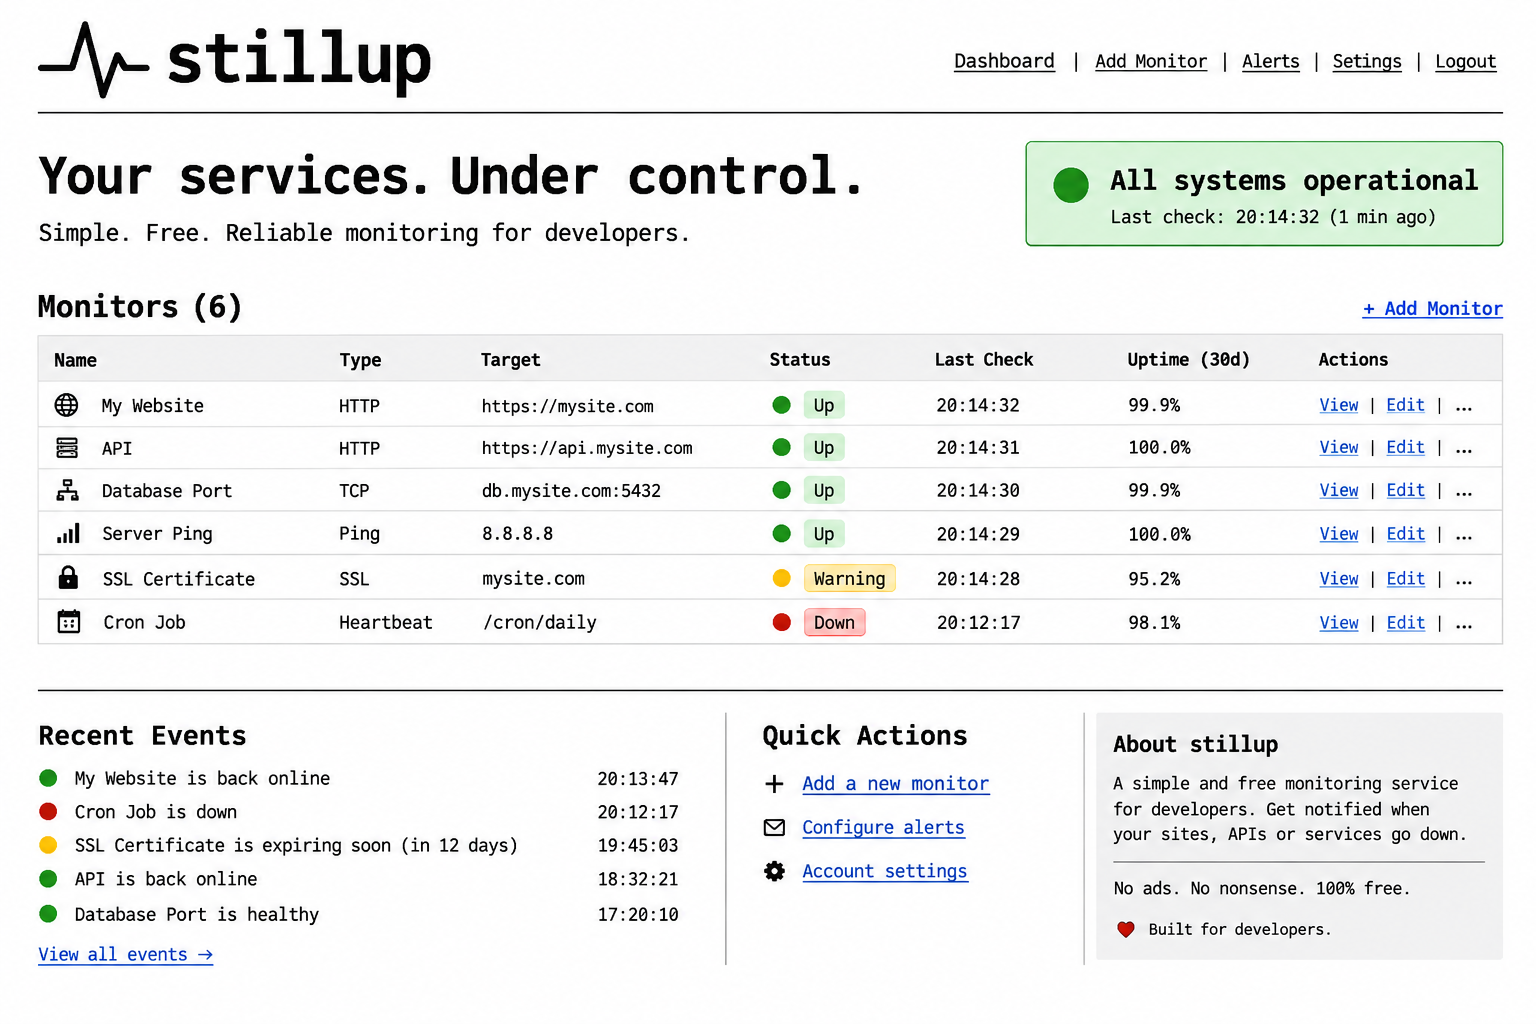 stillup
Dashboard | Add Monitor | Alerts | Setings | Logout
Your services. Under control.
Simple. Free. Reliable monitoring for developers.
All systems operational
Last check: 20:14:32 (1 min ago)
Monitors (6)
+ Add Monitor
Name Type Target Status Last Check Uptime (30d) Actions
My Website HTTP https://mysite.com Up 20:14:32 99.9% View | Edit | ...
API HTTP https://api.mysite.com Up 20:14:31 100.0% View | Edit | ...
Database Port TCP db.mysite.com:5432 Up 20:14:30 99.9% View | Edit | ...
Server Ping Ping 8.8.8.8 Up 20:14:29 100.0% View | Edit | ...
SSL Certificate SSL mysite.com Warning 20:14:28 95.2% View | Edit | ...
Cron Job Heartbeat /cron/daily Down 20:12:17 98.1% View | Edit | ...
Recent Events
My Website is back online 20:13:47
Cron Job is down 20:12:17
SSL Certificate is expiring soon (in 12 days) 19:45:03
API is back online 18:32:21
Database Port is healthy 17:20:10
View all events →
Quick Actions
Add a new monitor
Configure alerts
Account settings
About stillup
A simple and free monitoring service
for developers. Get notified when
your sites, APIs or services go down.
No ads. No nonsense. 100% free.
Built for developers.